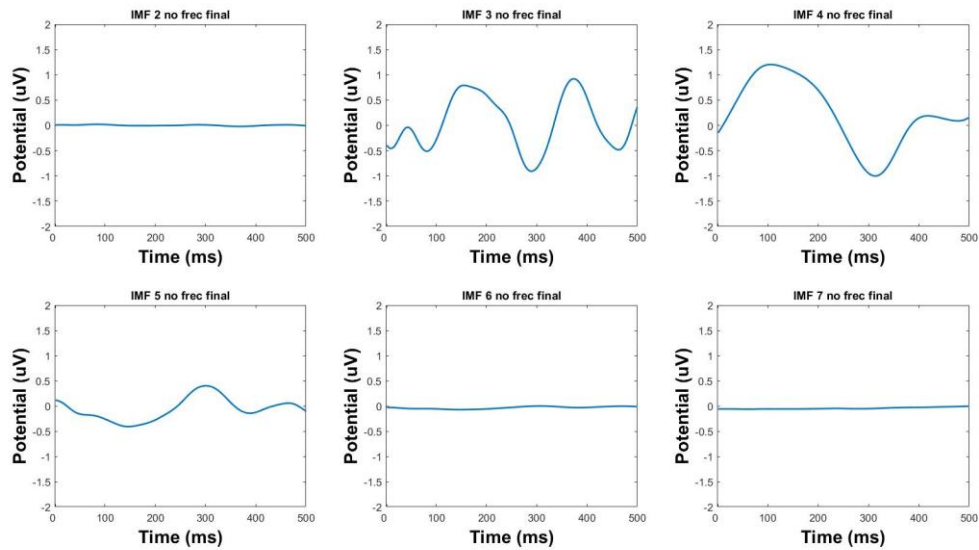 IMF 2 no frec final
2
1.5
1
0.5
0
-0.5
-1
-1.5
-2
Potential (uV)
0 100 200 300 400 500
Time (ms)
IMF 3 no frec final
2
1.5
1
0.5
0
-0.5
-1
-1.5
-2
Potential (uV)
0 100 200 300 400 500
Time (ms)
IMF 4 no frec final
2
1.5
1
0.5
0
-0.5
-1
-1.5
-2
Potential (uV)
0 100 200 300 400 500
Time (ms)
IMF 5 no frec final
2
1.5
1
0.5
0
-0.5
-1
-1.5
-2
Potential (uV)
0 100 200 300 400 500
Time (ms)
IMF 6 no frec final
2
1.5
1
0.5
0
-0.5
-1
-1.5
-2
Potential (uV)
0 100 200 300 400 500
Time (ms)
IMF 7 no frec final
2
1.5
1
0.5
0
-0.5
-1
-1.5
-2
Potential (uV)
0 100 200 300 400 500
Time (ms)